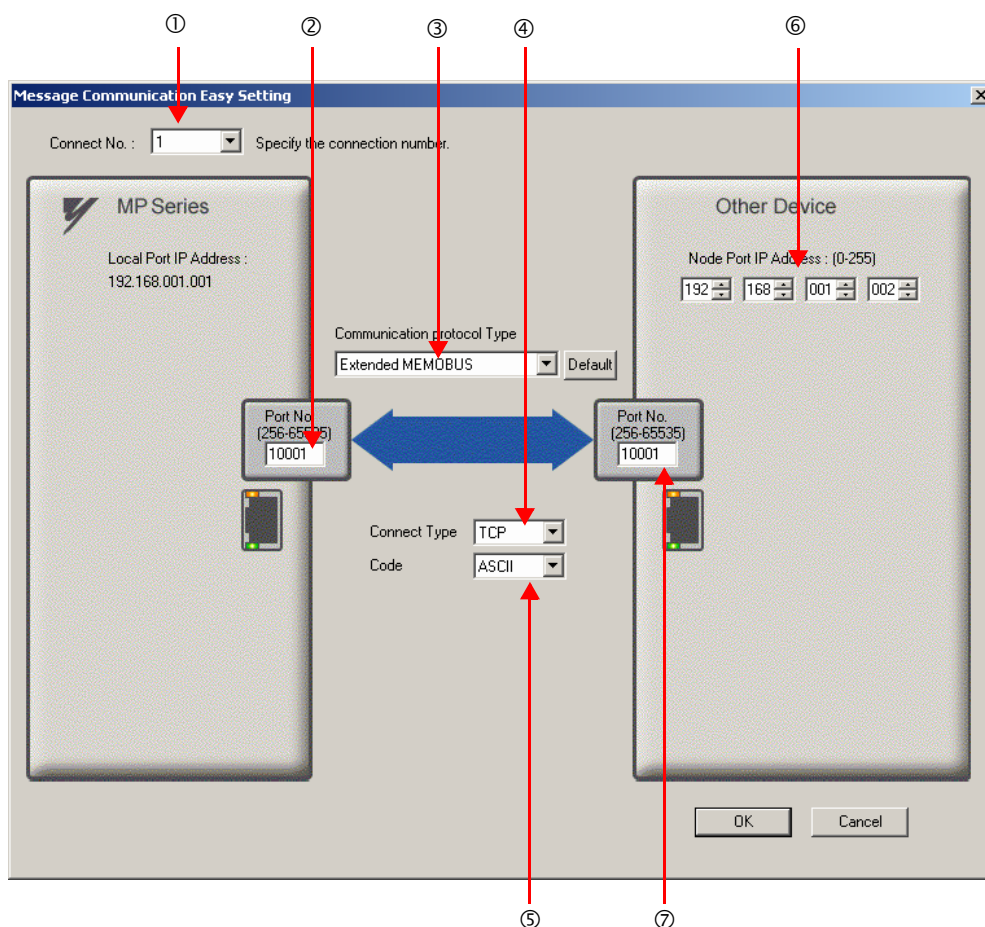 ① ② ③ ④ ⑥
Message Communication Easy Setting
Connect No. : 1 Specify the connection number.
MP Series
Local Port IP Address :
192.168.001.001
Other Device
Node Port IP Address : (0-255)
192 168 001 002
Communication protocol Type
Extended MEMOBUS Default
Port No.
(256-65535)
10001
Port No.
(256-65535)
10001
Connect Type TCP
Code ASCII
OK Cancel
⑤ ⑦